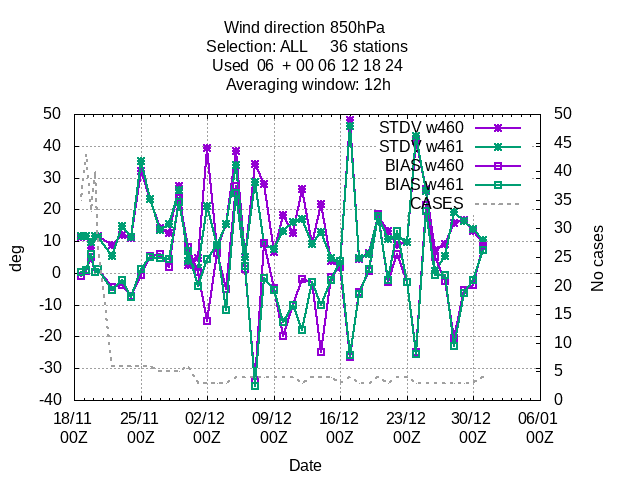 Wind direction 850hPa
Selection: ALL 36 stations
Used 06 + 00 06 12 18 24
Averaging window: 12h
50
40
30
20
10
0
-10
-20
-30
-40
deg
50
45
40
35
30
25
20
15
10
5
0
No cases
STDV w460
STDV w461
BIAS w460
BIAS w461
CASES
18/11 25/11 02/12 09/12 16/12 23/12 30/12 06/01
00Z 00Z 00Z 00Z 00Z 00Z 00Z 00Z
Date